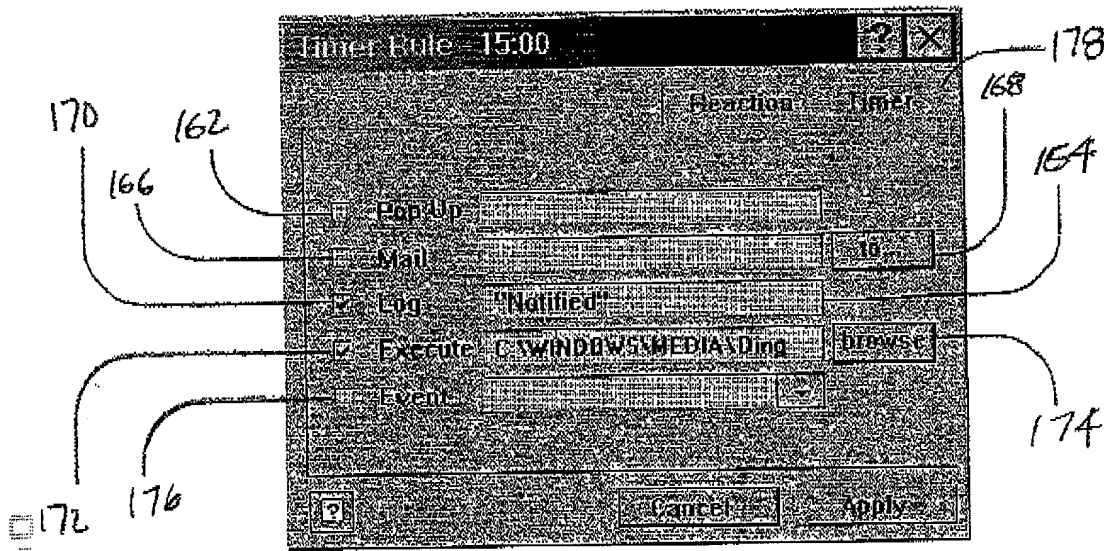 Timer Rule - 15:00 ? X
178
Reaction Timer
168
170
162
164
166
Pop-Up
Mail to...
Log "Notified"
Execute C:\WINDOWS\MEDIA\Ding browse
Event
174
172
176
? Cancel Apply